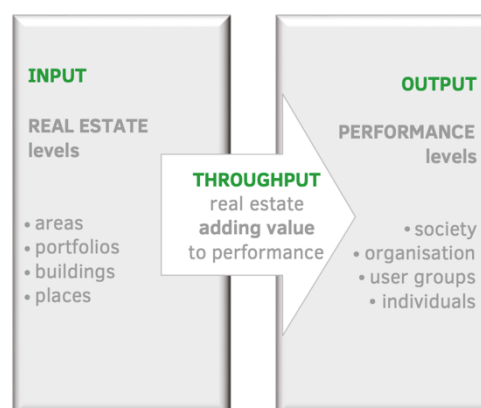 INPUT
REAL ESTATE
levels
• areas
• portfolios
• buildings
• places
THROUGHPUT
real estate
adding value
to performance
OUTPUT
PERFORMANCE
levels
• society
• organisation
• user groups
• individuals